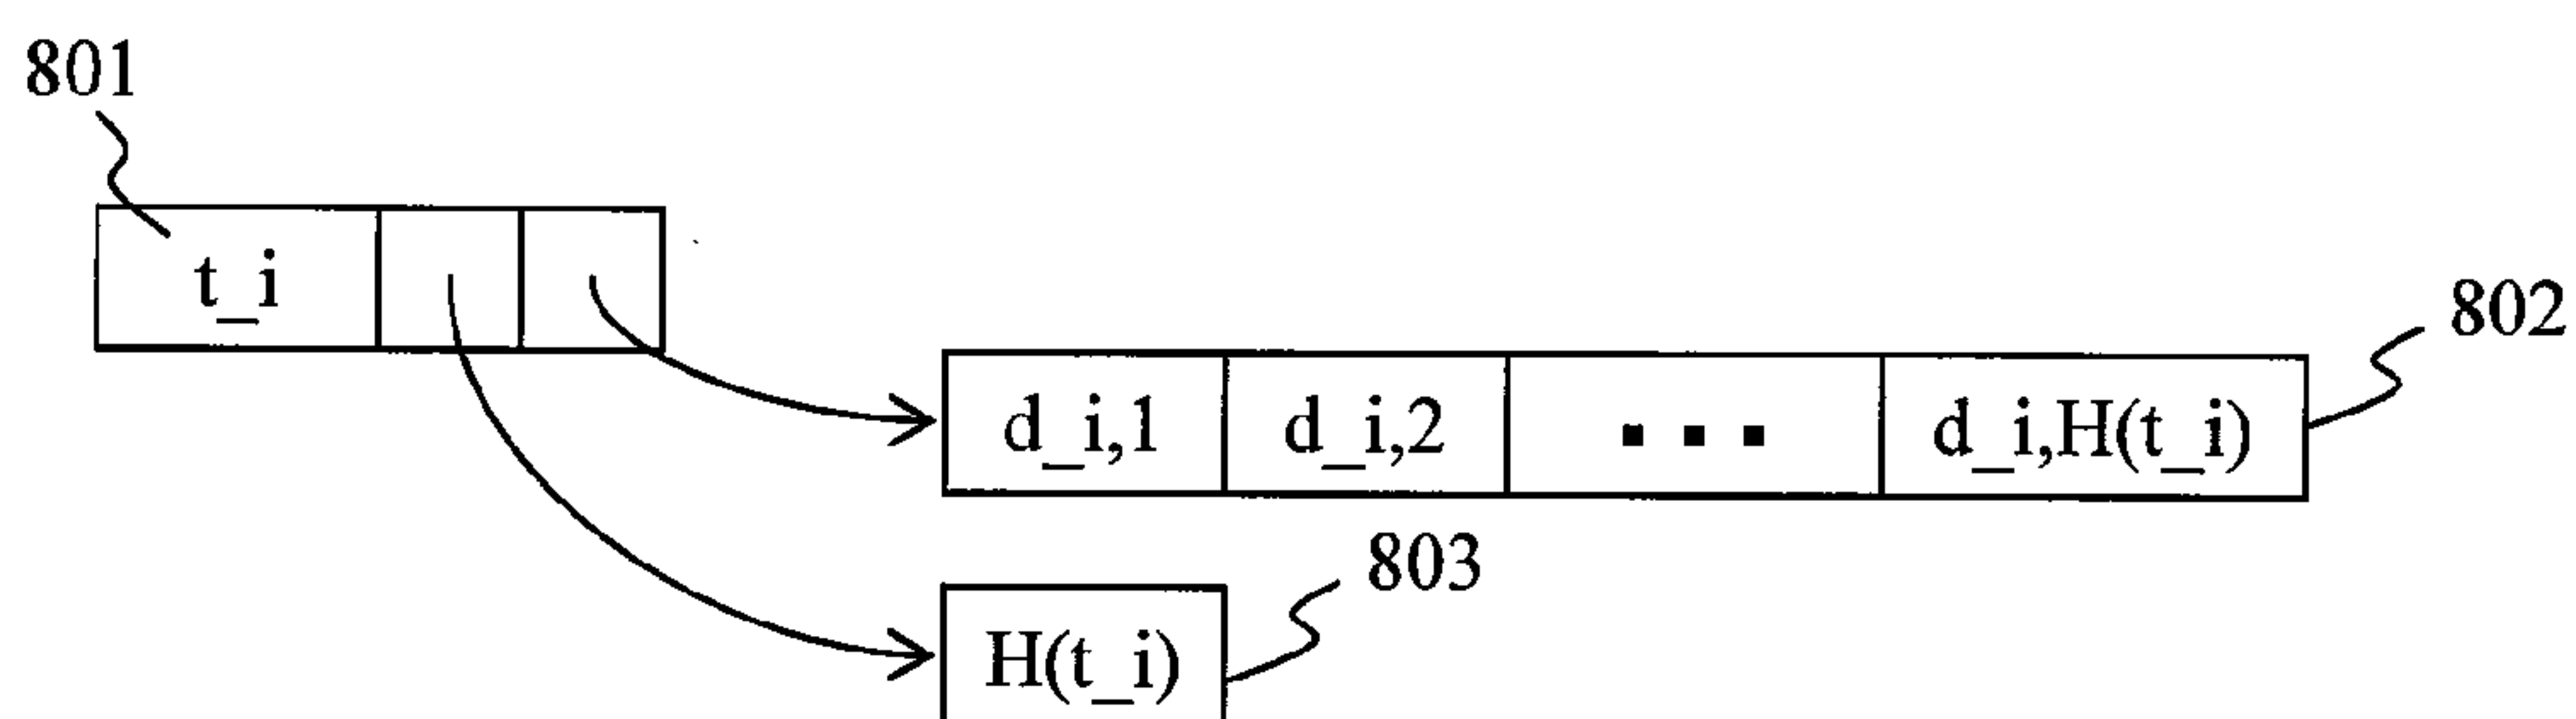 801
t_i
802
d_i,1 d_i,2 ... d_i,H(t_i)
803
H(t_i)